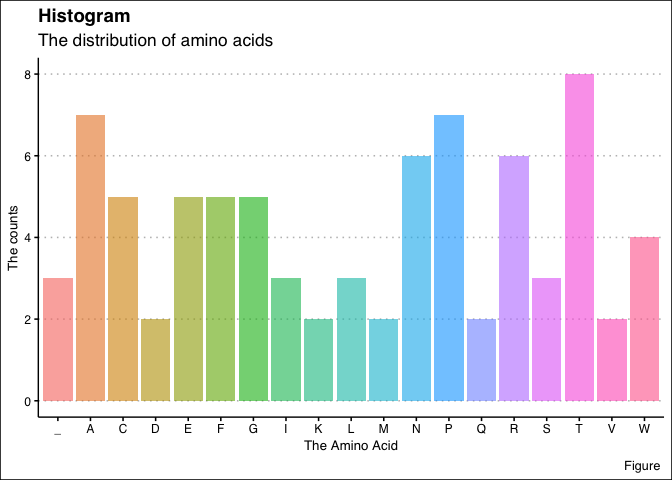 Histogram
The distribution of amino acids
8
6
4
2
0
The counts
_ A C D E F G I K L M N P Q R S T V W
The Amino Acid
Figure